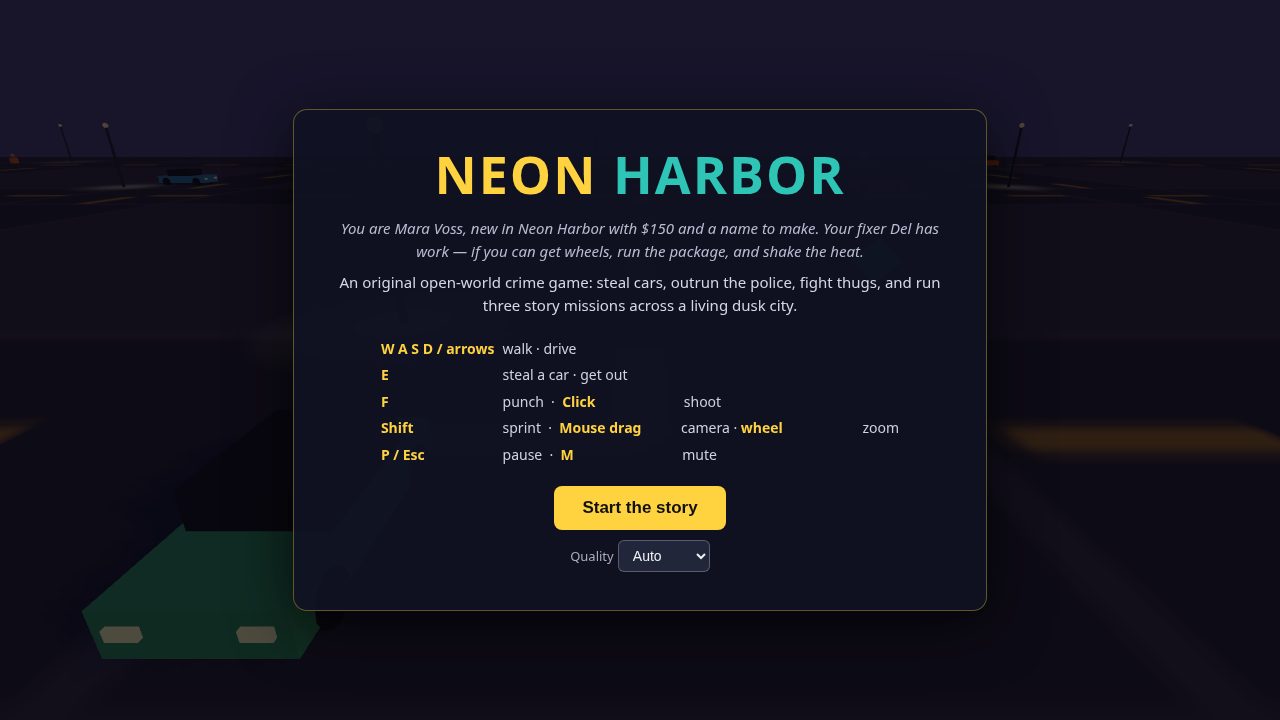 NEON HARBOR
You are Mara Voss, new in Neon Harbor with $150 and a name to make. Your fixer Del has
work — if you can get wheels, run the package, and shake the heat.
An original open-world crime game: steal cars, outrun the police, fight thugs, and run
three story missions across a living dusk city.
W A S D / arrows walk · drive
E steal a car · get out
F punch · Click shoot
Shift sprint · Mouse drag camera · wheel zoom
P / Esc pause · M mute
Start the story
Quality Auto